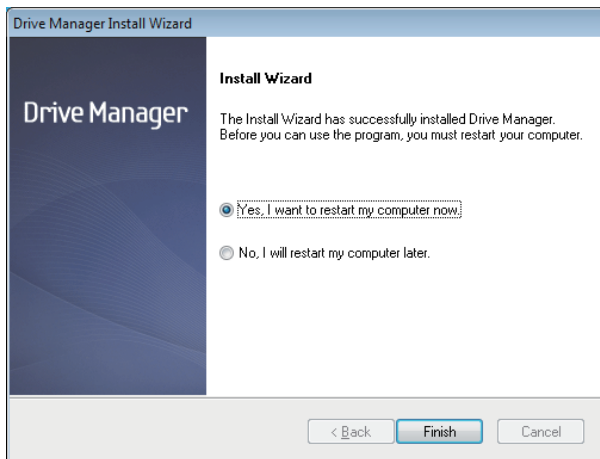 Drive Manager Install Wizard
Drive Manager
Install Wizard
The Install Wizard has successfully installed Drive Manager.
Before you can use the program, you must restart your computer.
Yes, I want to restart my computer now.
No, I will restart my computer later.
< Back
Finish
Cancel